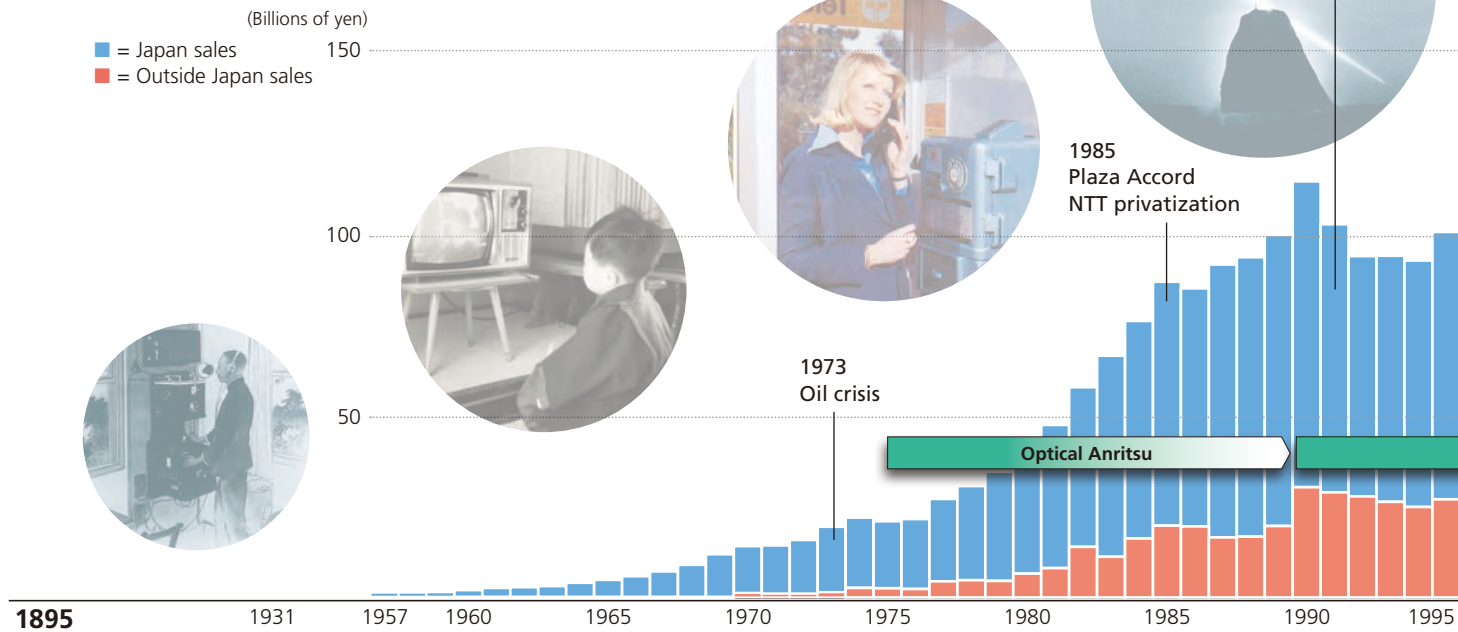 (Billions of yen)
= Japan sales
= Outside Japan sales
150
100
50
1973
Oil crisis
1985
Plaza Accord
NTT privatization
Optical Anritsu
1895
1931
1957
1960
1965
1970
1975
1980
1985
1990
1995